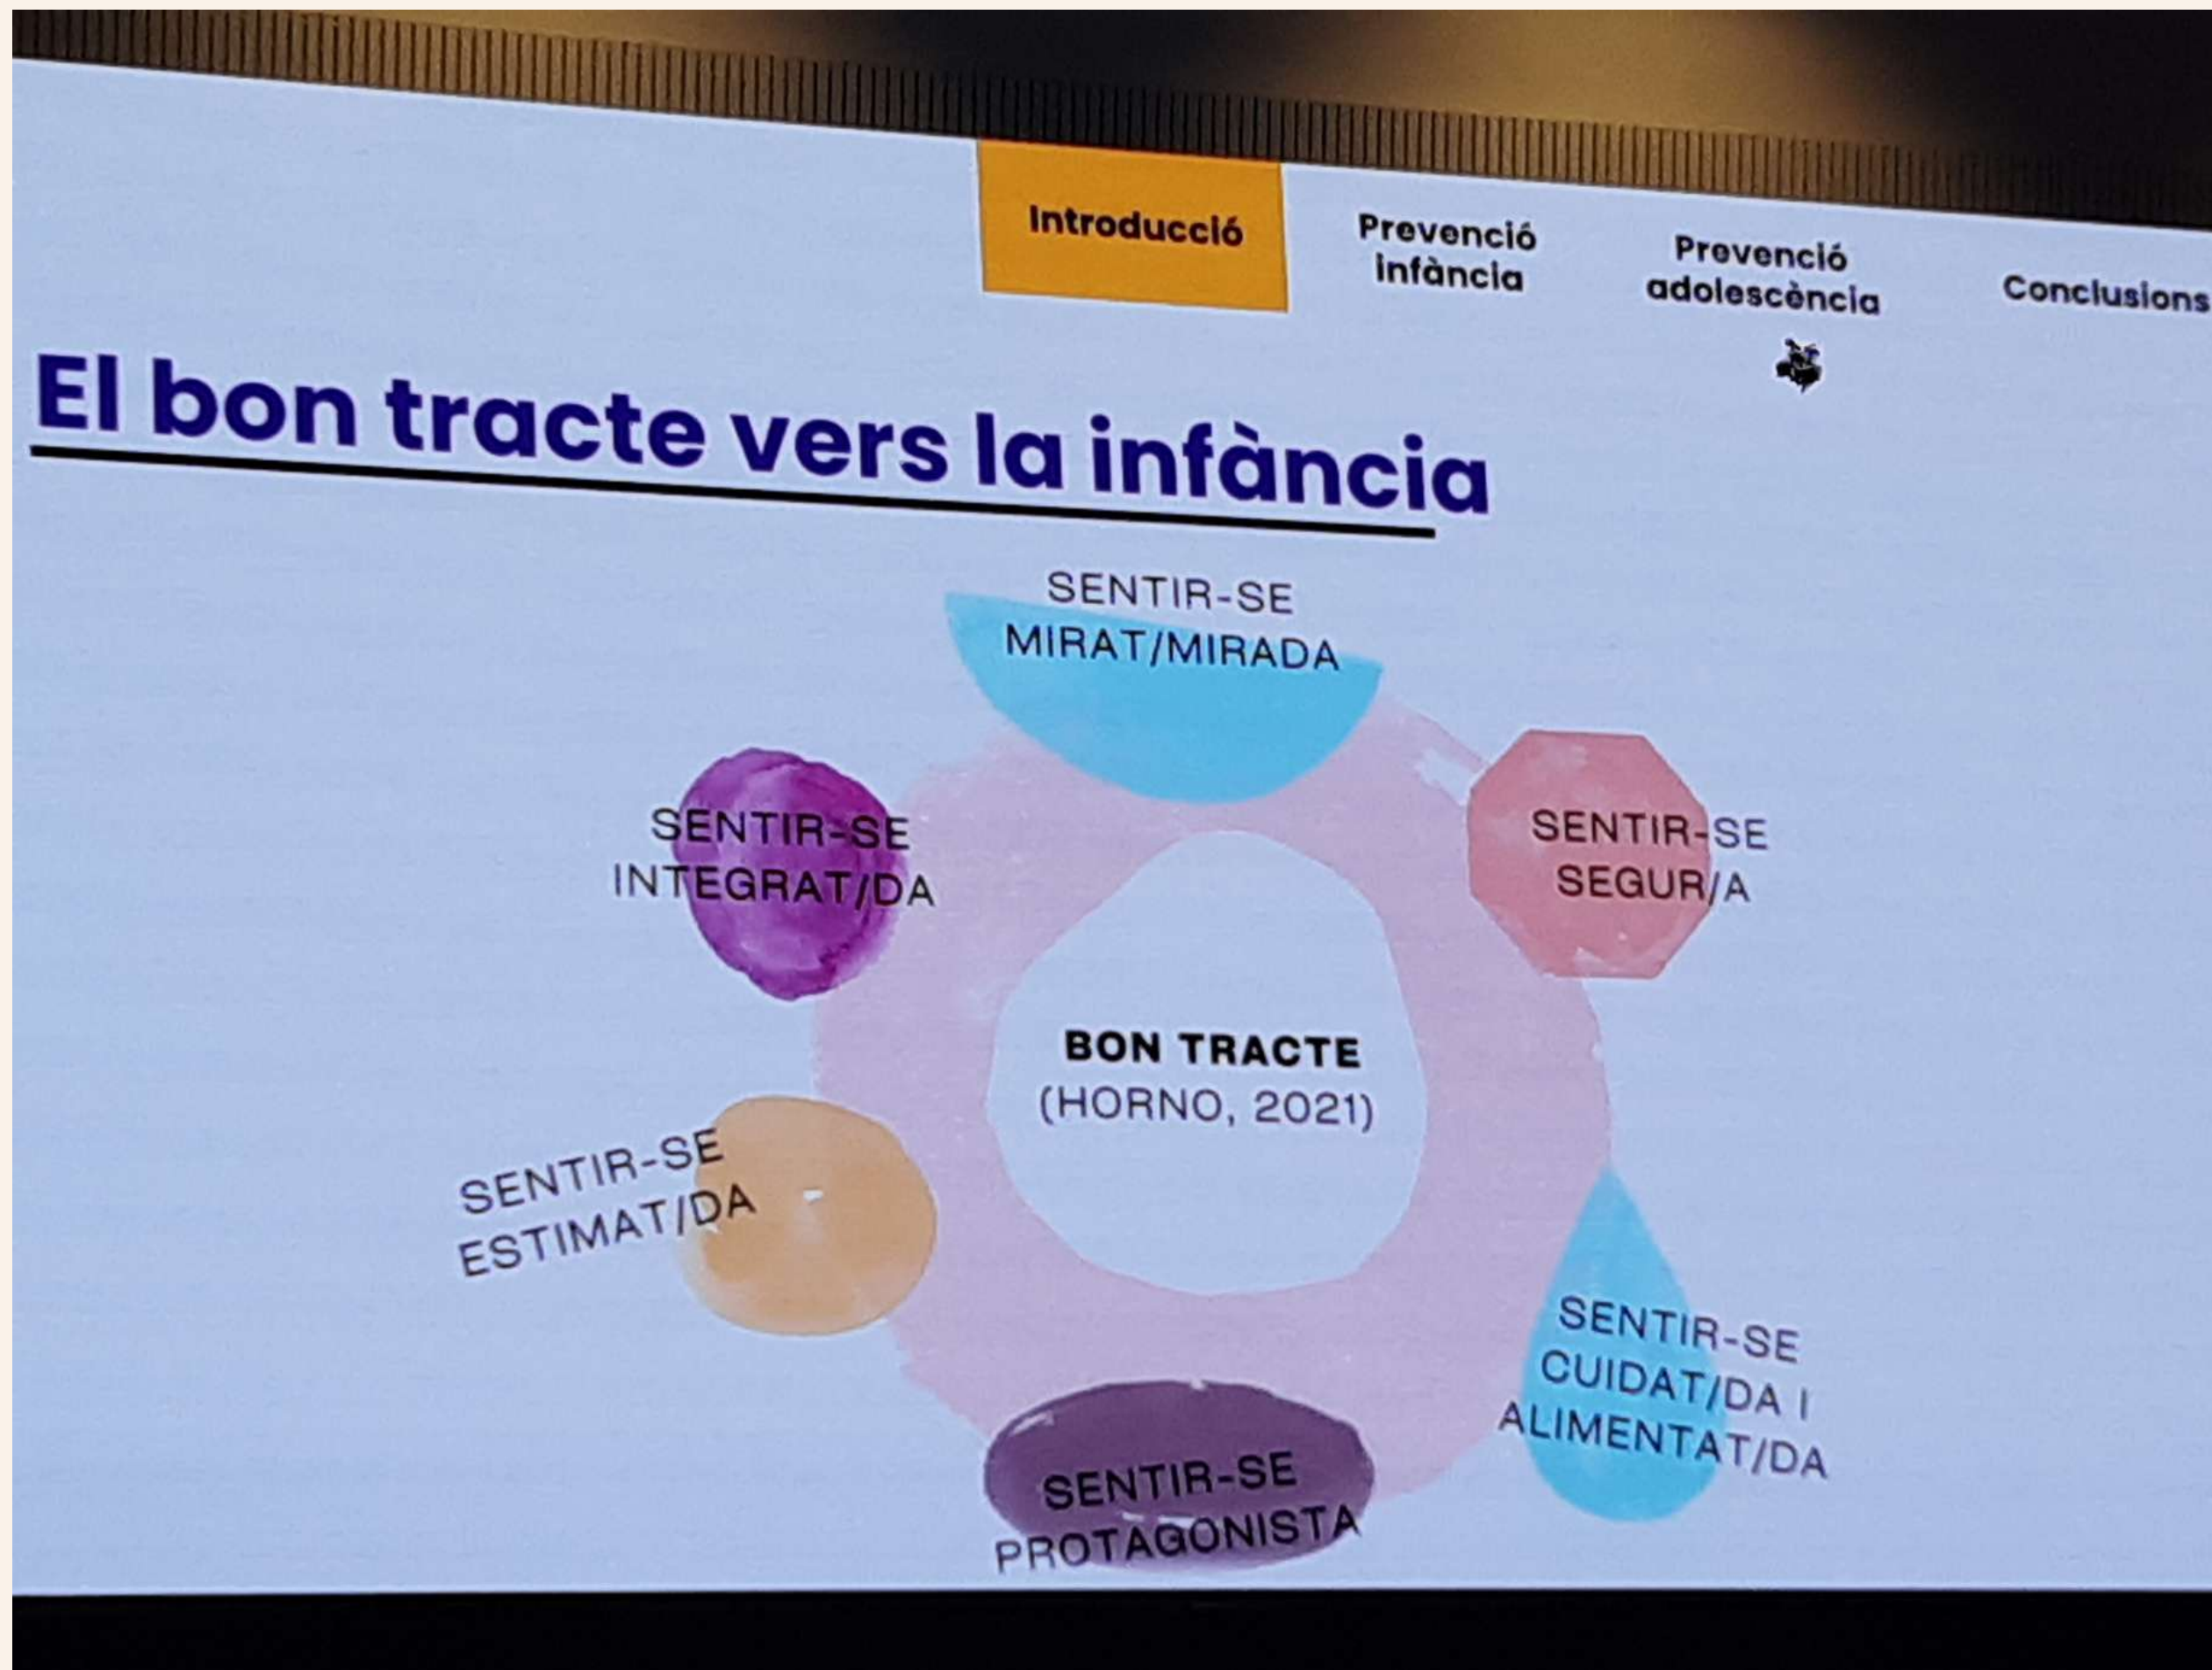 Introducció
Prevenció
infància
Prevenció
adolescència
Conclusions
El bon tracte vers la infància
SENTIR-SE
MIRAT/MIRADA
SENTIR-SE
SEGUR/A
SENTIR-SE
CUIDAT/DA I
ALIMENTAT/DA
SENTIR-SE
PROTAGONISTA
SENTIR-SE
ESTIMAT/DA
SENTIR-SE
INTEGRAT/DA
BON TRACTE
(HORNO, 2021)